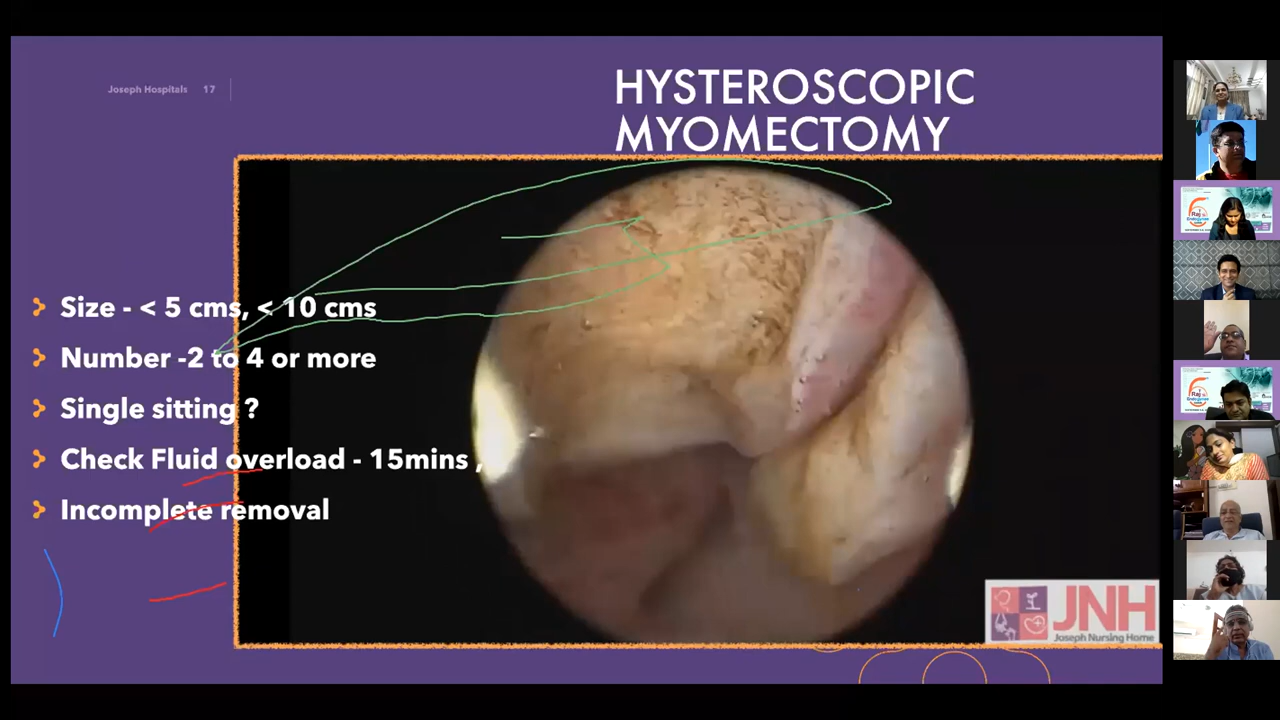 Joseph Hospitals 17
HYSTEROSCOPIC
MYOMECTOMY
Size - < 5 cms, < 10 cms
Number -2 to 4 or more
Single sitting ?
Check Fluid overload - 15mins ,
Incomplete removal
JNH
Joseph Nursing Home